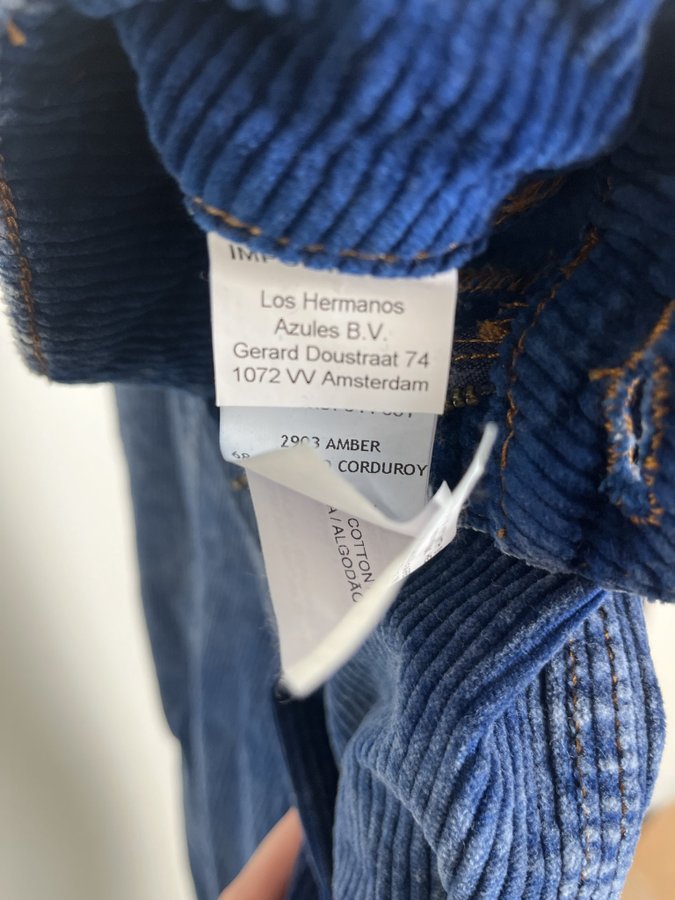 Los Hermanos
Azules B.V.
Gerard Doustraat 74
1072 VV Amsterdam
2903 AMBER
CORDUROY
COTTON
/ALGODÃO